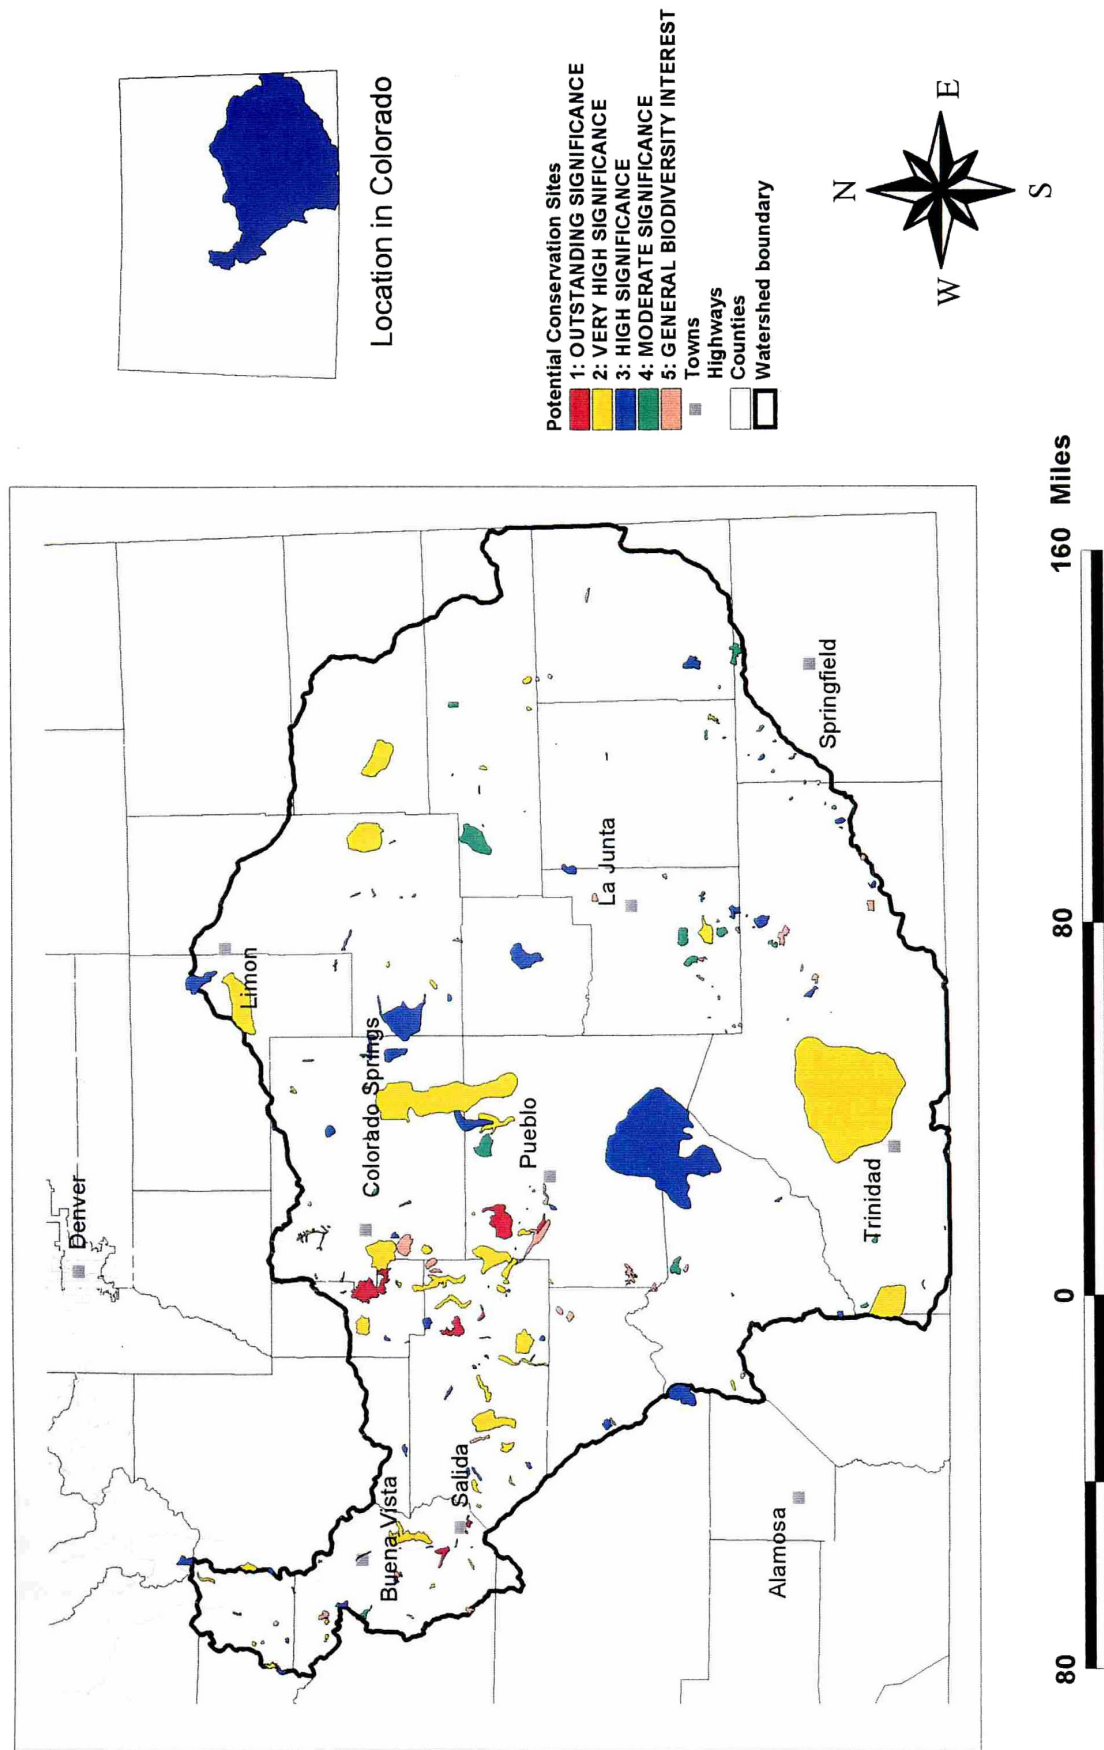 Location in Colorado
Potential Conservation Sites
1: OUTSTANDING SIGNIFICANCE
2: VERY HIGH SIGNIFICANCE
3: HIGH SIGNIFICANCE
4: MODERATE SIGNIFICANCE
5: GENERAL BIODIVERSITY INTEREST
Towns
Highways
Counties
Watershed boundary
N
W
E
S
Denver
Limon
Colorado Springs
Buena Vista
Salida
Pueblo
La Junta
Springfield
Trinidad
Alamosa
80
0
80
160 Miles